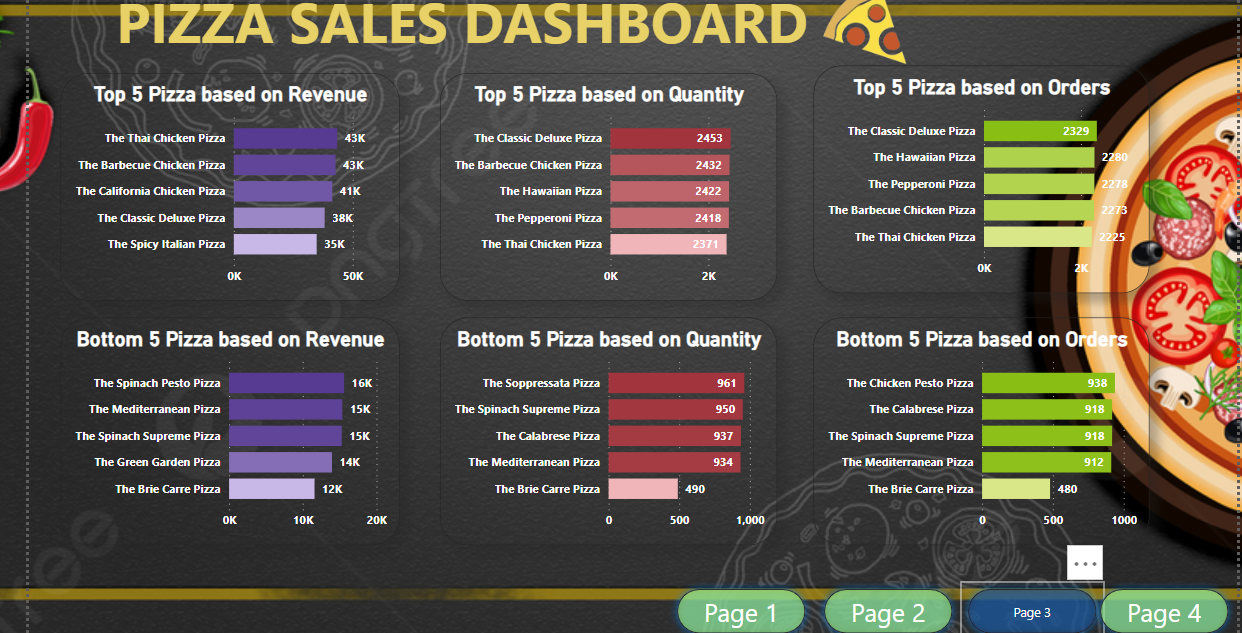 PIZZA SALES DASHBOARD
Top 5 Pizza based on Revenue
The Thai Chicken Pizza 43K
The Barbecue Chicken Pizza 43K
The California Chicken Pizza 41K
The Classic Deluxe Pizza 38K
The Spicy Italian Pizza 35K
0K 50K
Top 5 Pizza based on Quantity
The Classic Deluxe Pizza 2453
The Barbecue Chicken Pizza 2432
The Hawaiian Pizza 2422
The Pepperoni Pizza 2418
The Thai Chicken Pizza 2371
0K 2K
Top 5 Pizza based on Orders
The Classic Deluxe Pizza 2329
The Hawaiian Pizza 2280
The Pepperoni Pizza 2278
The Barbecue Chicken Pizza 2273
The Thai Chicken Pizza 2225
0K 2K
Bottom 5 Pizza based on Revenue
The Spinach Pesto Pizza 16K
The Mediterranean Pizza 15K
The Spinach Supreme Pizza 15K
The Green Garden Pizza 14K
The Brie Carre Pizza 12K
0K 10K 20K
Bottom 5 Pizza based on Quantity
The Soppressata Pizza 961
The Spinach Supreme Pizza 950
The Calabrese Pizza 937
The Mediterranean Pizza 934
The Brie Carre Pizza 490
0 500 1,000
Bottom 5 Pizza based on Orders
The Chicken Pesto Pizza 938
The Calabrese Pizza 918
The Spinach Supreme Pizza 918
The Mediterranean Pizza 912
The Brie Carre Pizza 480
0 500 1000
Page 1 Page 2 Page 3 Page 4